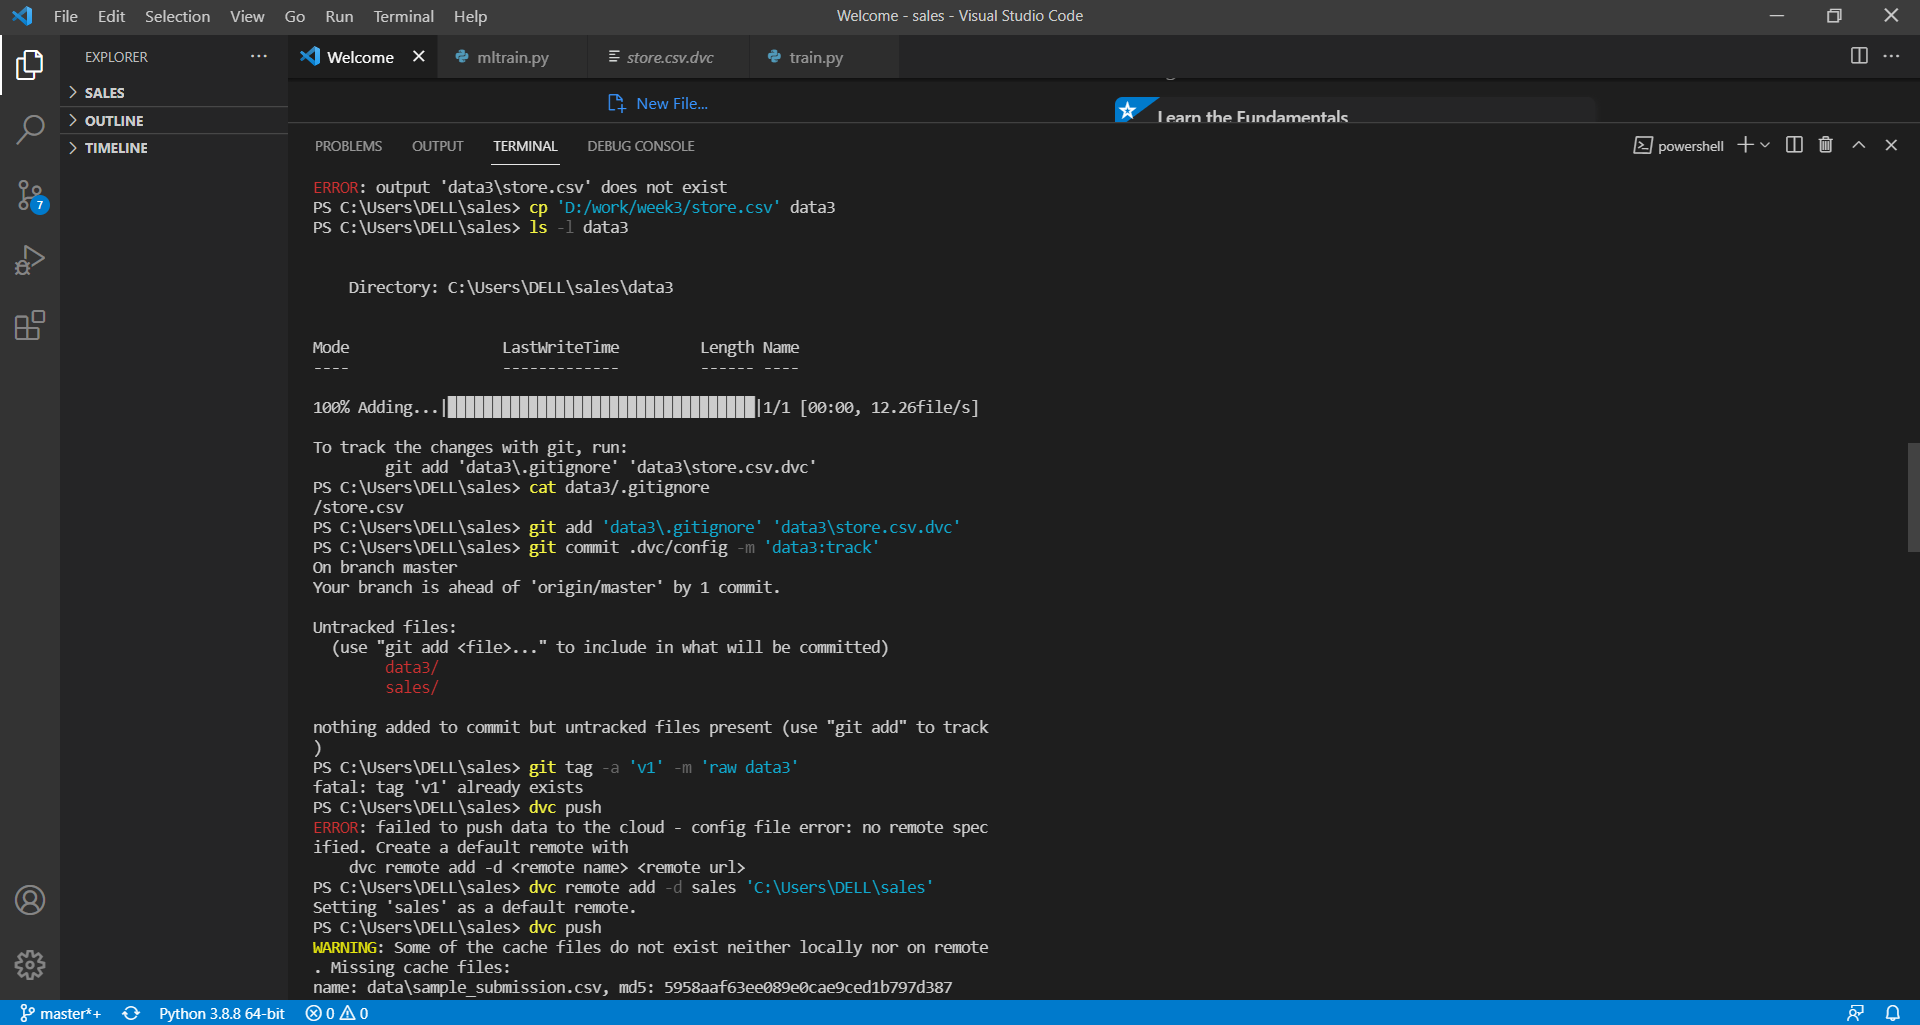 File Edit Selection View Go Run Terminal Help
Welcome - sales - Visual Studio Code
EXPLORER
Welcome
mltrain.py
store.csv.dvc
train.py
SALES
OUTLINE
TIMELINE
7
New File...
Learn the Fundamentals
PROBLEMS OUTPUT TERMINAL DEBUG CONSOLE
powershell
ERROR: output 'data3\store.csv' does not exist
PS C:\Users\DELL\sales> cp 'D:/work/week3/store.csv' data3
PS C:\Users\DELL\sales> ls -l data3
Directory: C:\Users\DELL\sales\data3
Mode LastWriteTime Length Name
---- ------------- ------ ----
100% Adding...| |1/1 [00:00, 12.26file/s]
To track the changes with git, run:
git add 'data3\.gitignore' 'data3\store.csv.dvc'
PS C:\Users\DELL\sales> cat data3/.gitignore
/store.csv
PS C:\Users\DELL\sales> git add 'data3\.gitignore' 'data3\store.csv.dvc'
PS C:\Users\DELL\sales> git commit .dvc/config -m 'data3:track'
On branch master
Your branch is ahead of 'origin/master' by 1 commit.
Untracked files:
(use "git add <file>..." to include in what will be committed)
data3/
sales/
nothing added to commit but untracked files present (use "git add" to track
)
PS C:\Users\DELL\sales> git tag -a 'v1' -m 'raw data3'
fatal: tag 'v1' already exists
PS C:\Users\DELL\sales> dvc push
ERROR: failed to push data to the cloud - config file error: no remote spec
ified. Create a default remote with
dvc remote add -d <remote name> <remote url>
PS C:\Users\DELL\sales> dvc remote add -d sales 'C:\Users\DELL\sales'
Setting 'sales' as a default remote.
PS C:\Users\DELL\sales> dvc push
WARNING: Some of the cache files do not exist neither locally nor on remote
. Missing cache files:
name: data\sample_submission.csv, md5: 5958aaf63ee089e0cae9ced1b797d387
master*+ Python 3.8.8 64-bit 0 0